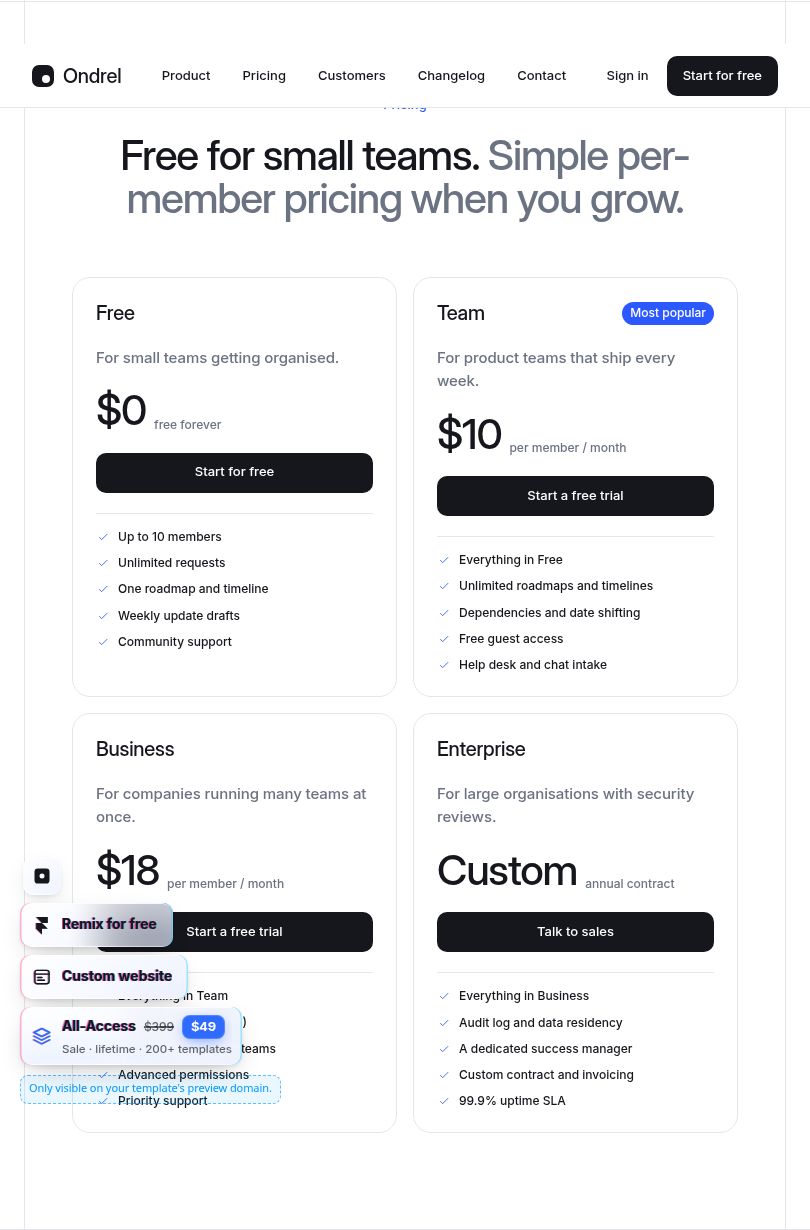 Ondrel
Product
Pricing
Customers
Changelog
Contact
Sign in
Start for free
Pricing
Free for small teams. Simple per-
member pricing when you grow.
Free
For small teams getting organised.
$0 free forever
Start for free
Up to 10 members
Unlimited requests
One roadmap and timeline
Weekly update drafts
Community support
Team
Most popular
For product teams that ship every
week.
$10 per member / month
Start a free trial
Everything in Free
Unlimited roadmaps and timelines
Dependencies and date shifting
Free guest access
Help desk and chat intake
Business
For companies running many teams at
once.
$18 per member / month
Start a free trial
Everything in Team
)
teams
Advanced permissions
Priority support
Enterprise
For large organisations with security
reviews.
Custom annual contract
Talk to sales
Everything in Business
Audit log and data residency
A dedicated success manager
Custom contract and invoicing
99.9% uptime SLA
Remix for free
Custom website
All-Access $399 $49
Sale · lifetime · 200+ templates
Only visible on your template's preview domain.